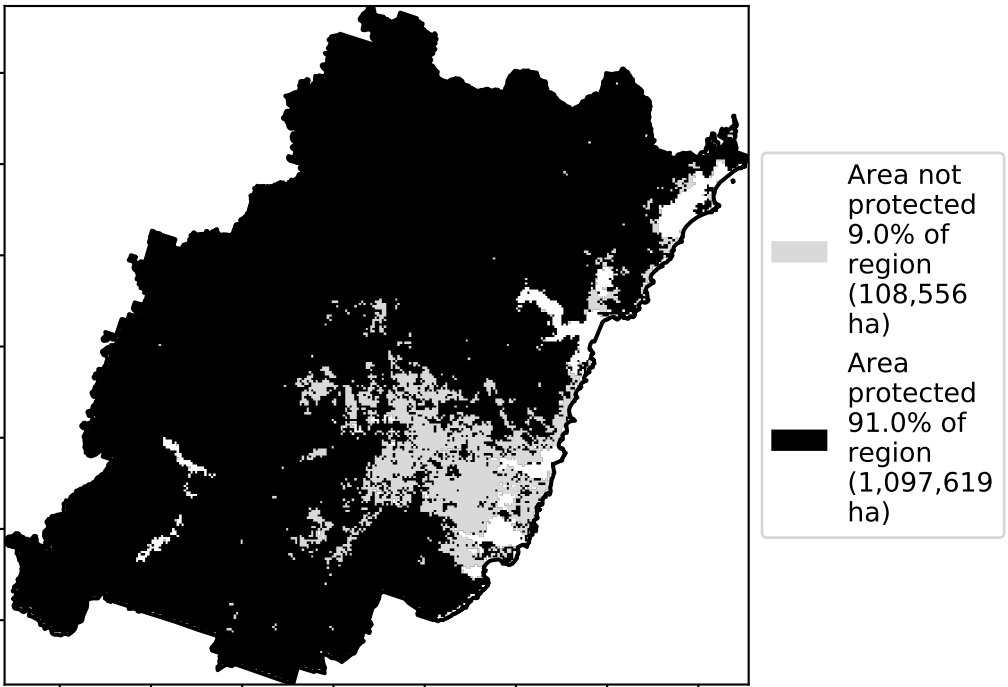 Area not
protected
9.0% of
region
(108,556
ha)
Area
protected
91.0% of
region
(1,097,619
ha)